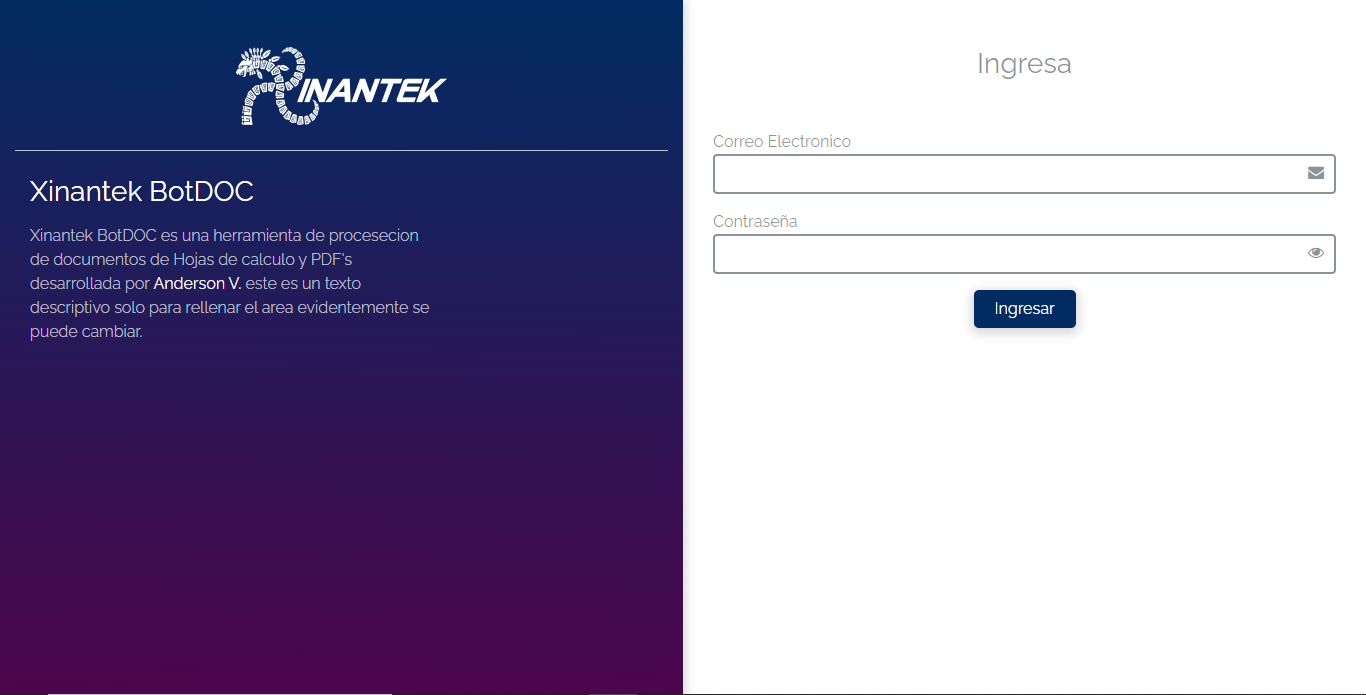 INANTEK
Xinantek BotDOC
Xinantek BotDOC es una herramienta de procesecion
de documentos de Hojas de calculo y PDF's
desarrollada por Anderson V. este es un texto
descriptivo solo para rellenar el area evidentemente se
puede cambiar.
Ingresa
Correo Electronico
Contraseña
Ingresar